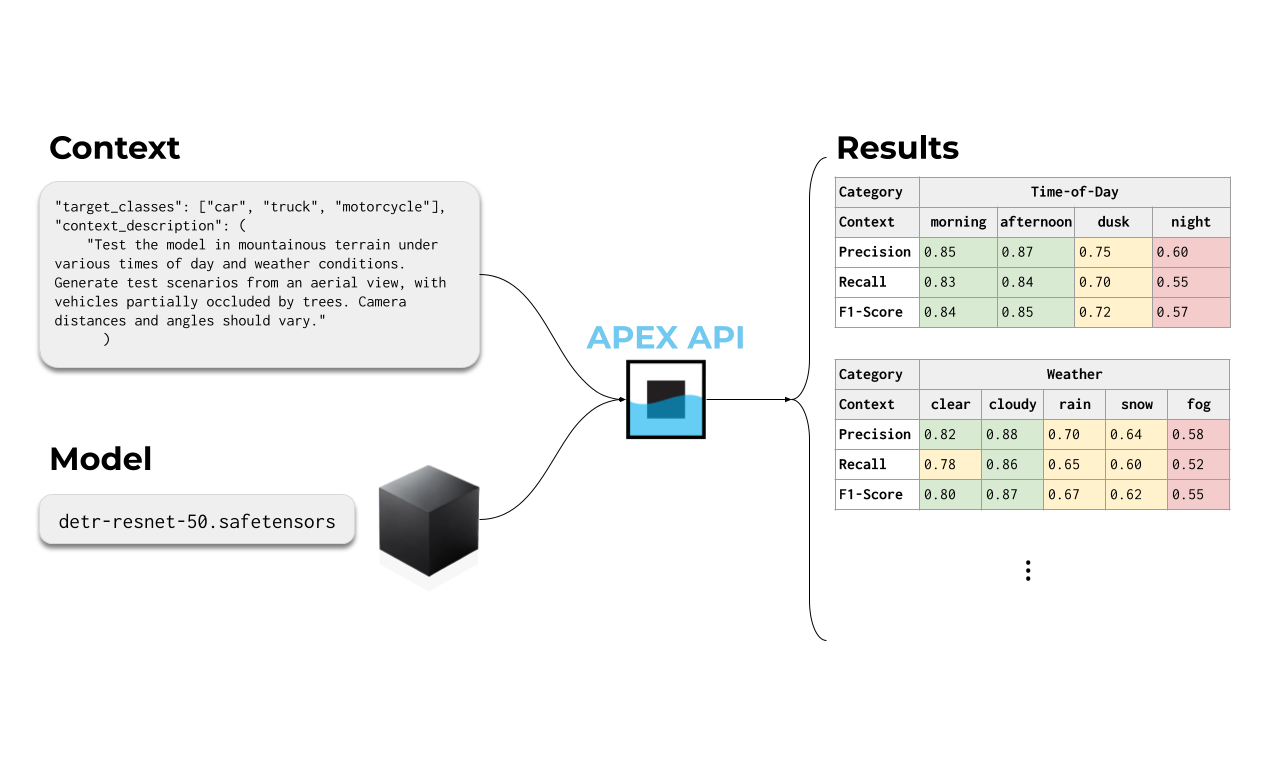 Context
"target_classes": ["car", "truck", "motorcycle"],
"context_description": (
"Test the model in mountainous terrain under
various times of day and weather conditions.
Generate test scenarios from an aerial view, with
vehicles partially occluded by trees. Camera
distances and angles should vary."
)
Model
detr-resnet-50.safetensors
APEX API
Results
Category Time-of-Day
Context morning afternoon dusk night
Precision 0.85 0.87 0.75 0.60
Recall 0.83 0.84 0.70 0.55
F1-Score 0.84 0.85 0.72 0.57
Category Weather
Context clear cloudy rain snow fog
Precision 0.82 0.88 0.70 0.64 0.58
Recall 0.78 0.86 0.65 0.60 0.52
F1-Score 0.80 0.87 0.67 0.62 0.55